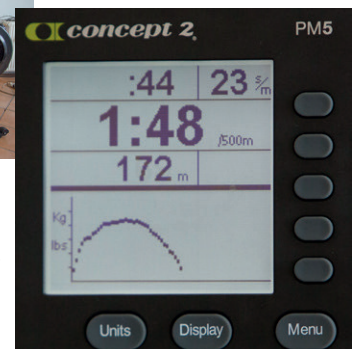 concept 2. PM5
:44 23 s/m
1:48 /500m
172 m
Kg
lbs
Units Display Menu